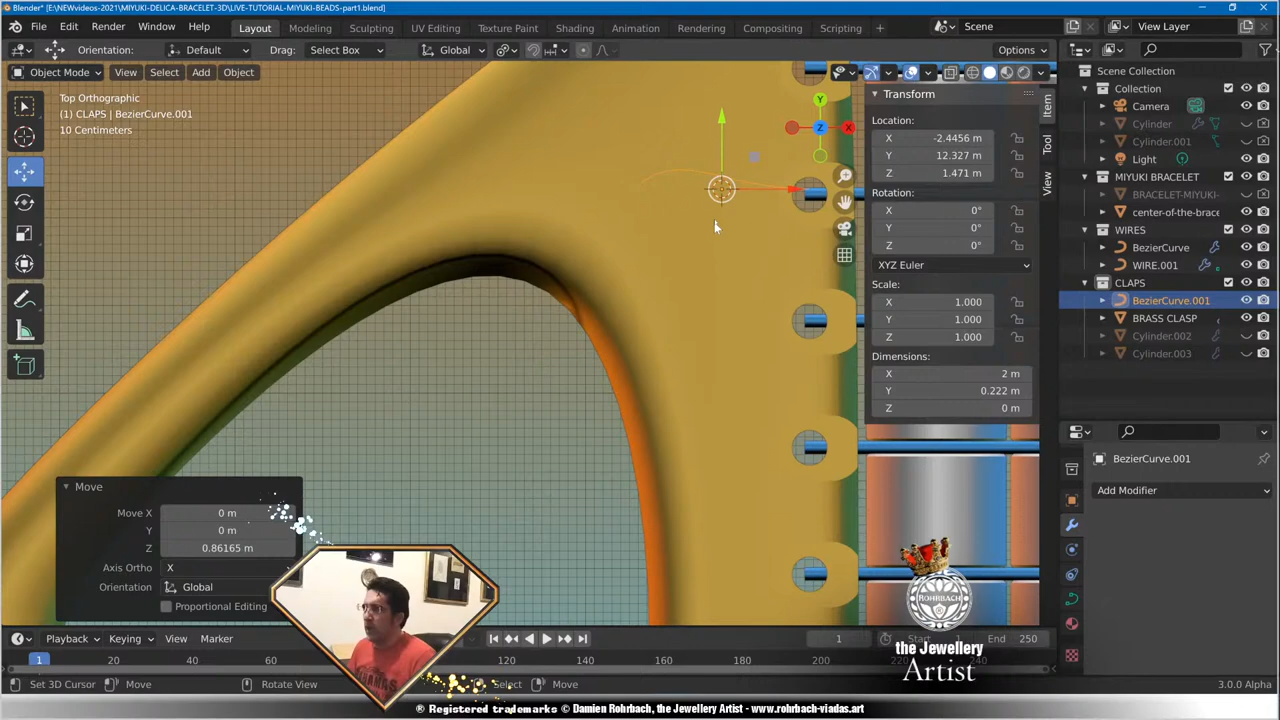 Blender* [E:\NEWvideos-2021\MIYUKI-DELICA-BRACELET-3D\LIVE-TUTORIAL-MIYUKI-BEADS-part1.blend]
File Edit Render Window Help Layout Modeling Sculpting UV Editing Texture Paint Shading Animation Rendering Compositing Scripting + Scene View Layer
Orientation: Default Drag: Select Box Global Options
Object Mode View Select Add Object
Top Orthographic
(1) CLAPS | BezierCurve.001
10 Centimeters
Y
Z X
Transform
Location:
X -2.4456 m
Y 12.327 m
Z 1.471 m
Rotation:
X 0°
Y 0°
Z 0°
XYZ Euler
Scale:
X 1.000
Y 1.000
Z 1.000
Dimensions:
X 2 m
Y 0.222 m
Z 0 m
Item
Tool
View
Scene Collection
Collection
Camera
Cylinder
Cylinder.001
Light
MIYUKI BRACELET
BRACELET-MIYUKI-
center-of-the-brace
WIRES
BezierCurve
WIRE.001
CLAPS
BezierCurve.001
BRASS CLASP
Cylinder.002
Cylinder.003
BezierCurve.001
Add Modifier
Move
Move X 0 m
Y 0 m
Z 0.86165 m
Axis Ortho X
Orientation Global
Proportional Editing
ROHRBACH
the Jewellery
Artist
Playback Keying View Marker 1 Start 1 End 250
1 20 40 60 120 140 160 180 200
Set 3D Cursor Move Rotate View Select Move 3.0.0 Alpha
® Registered trademarks © Damien Rohrbach, the Jewellery Artist - www.rohrbach-viadas.art